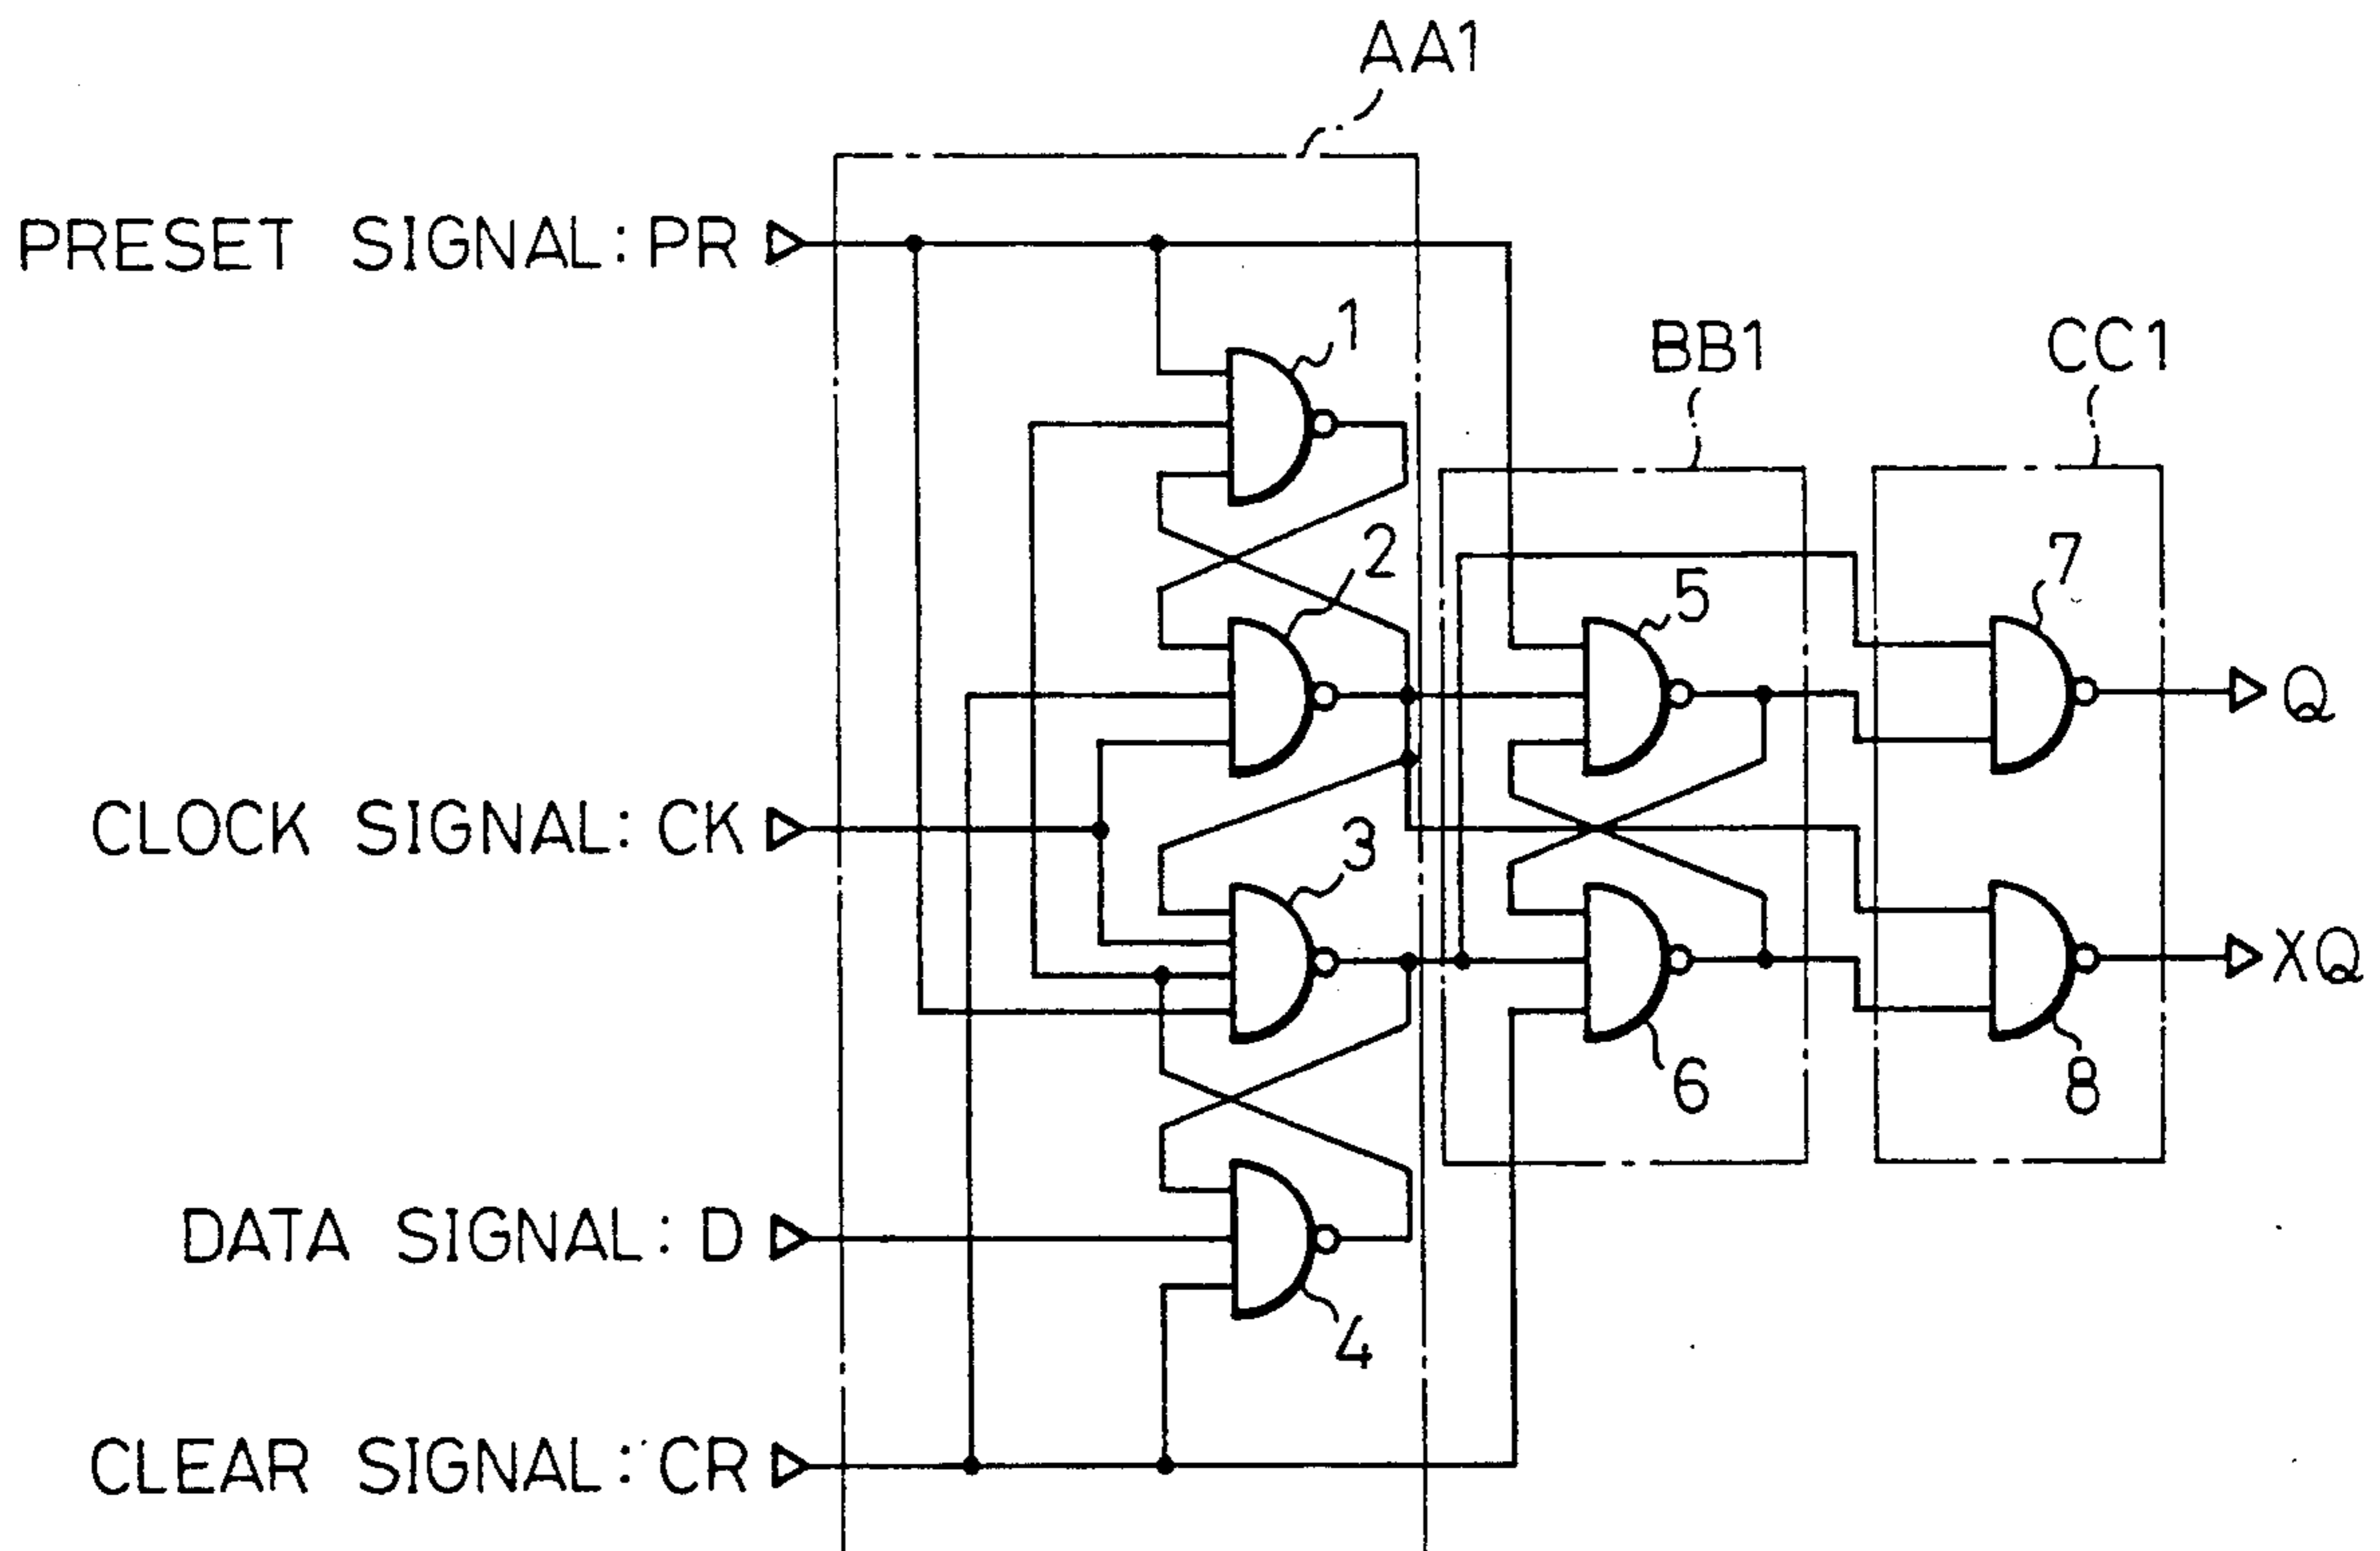 AA1
PRESET SIGNAL: PR
1
BB1
CC1
2
5
7
Q
CLOCK SIGNAL: CK
3
XQ
6
8
DATA SIGNAL: D
4
CLEAR SIGNAL: CR